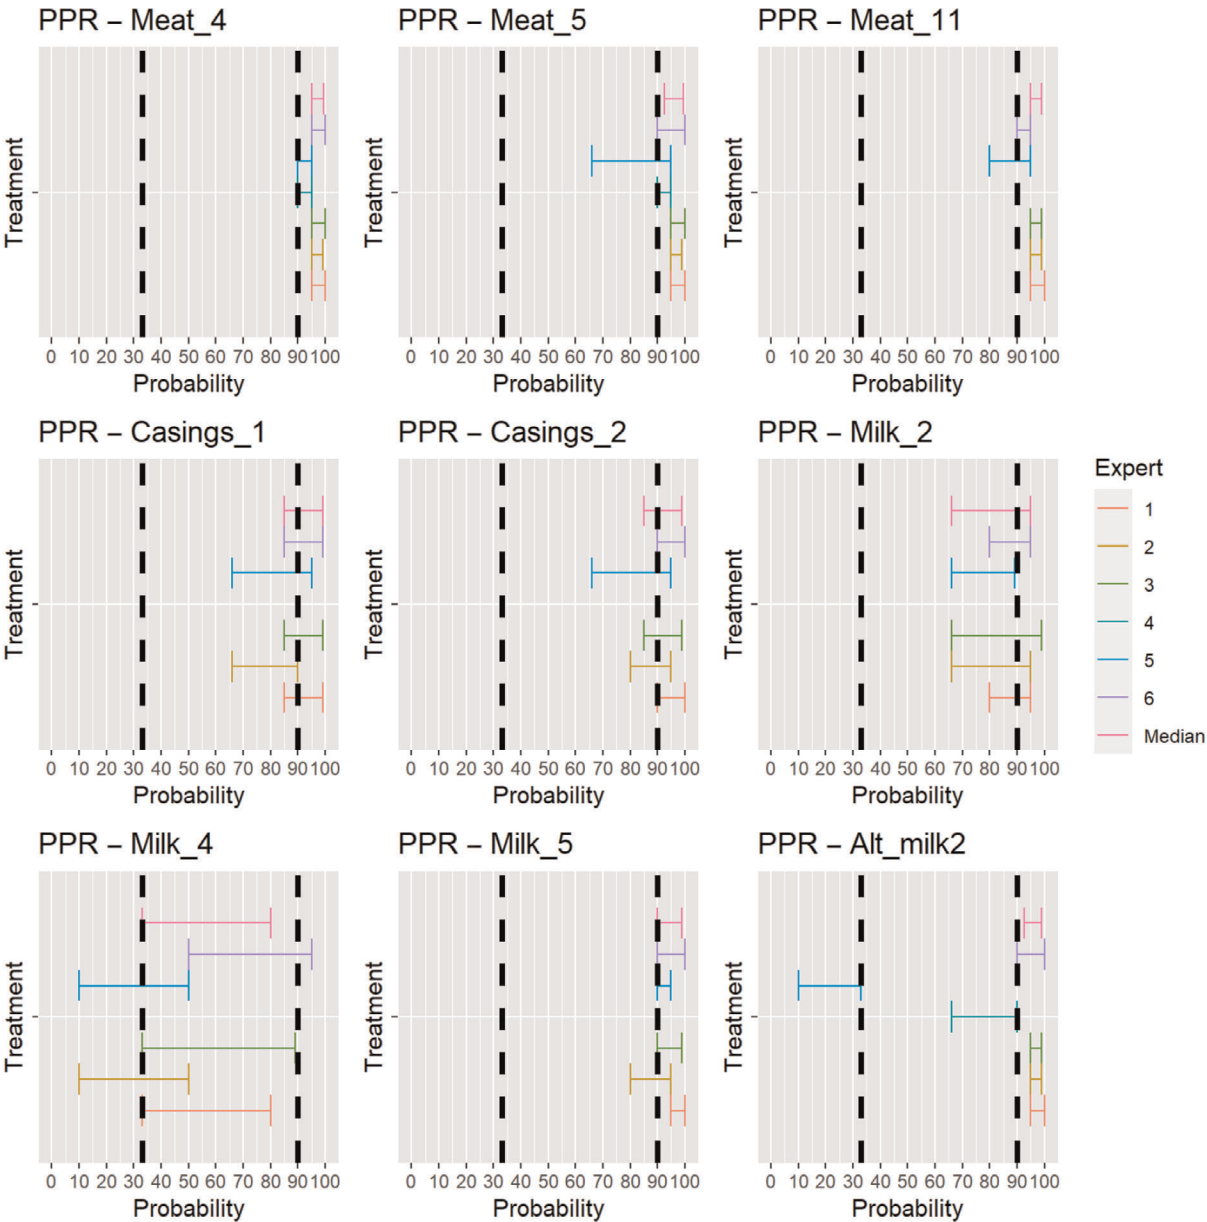 PPR – Meat_4
PPR – Meat_5
PPR – Meat_11
Treatment
Treatment
Treatment
0 10 20 30 40 50 60 70 80 90 100
0 10 20 30 40 50 60 70 80 90 100
0 10 20 30 40 50 60 70 80 90 100
Probability
Probability
Probability
PPR – Casings_1
PPR – Casings_2
PPR – Milk_2
Treatment
Treatment
Treatment
0 10 20 30 40 50 60 70 80 90 100
0 10 20 30 40 50 60 70 80 90 100
0 10 20 30 40 50 60 70 80 90 100
Probability
Probability
Probability
Expert
1
2
3
4
5
6
Median
PPR – Milk_4
PPR – Milk_5
PPR – Alt_milk2
Treatment
Treatment
Treatment
0 10 20 30 40 50 60 70 80 90 100
0 10 20 30 40 50 60 70 80 90 100
0 10 20 30 40 50 60 70 80 90 100
Probability
Probability
Probability